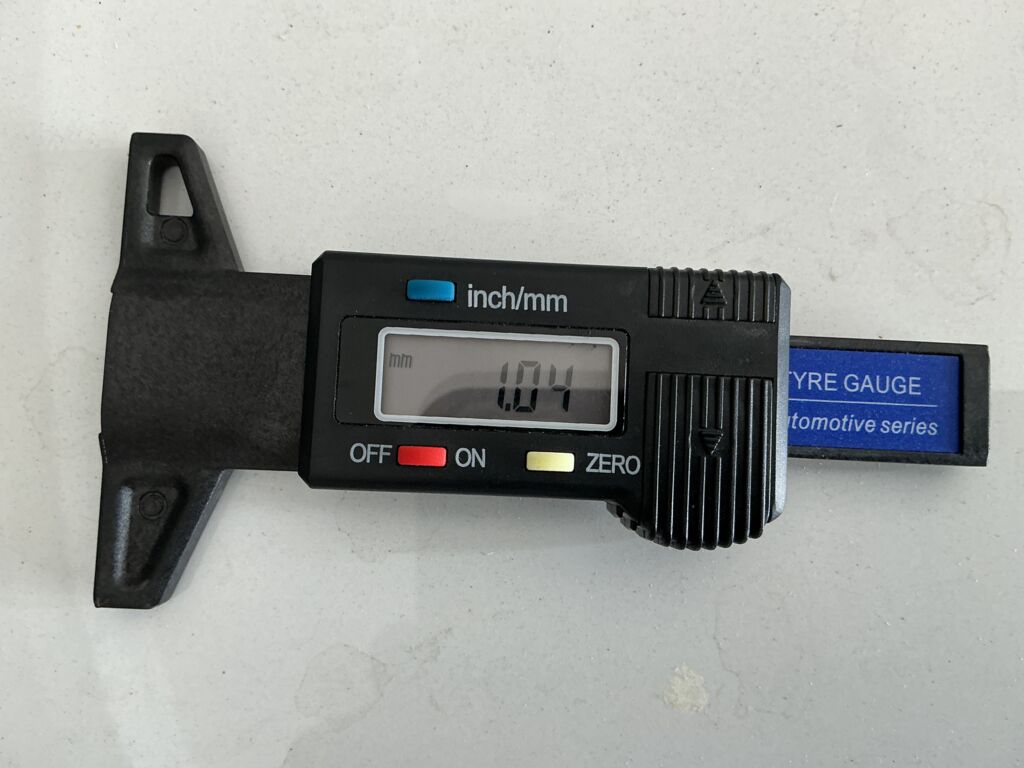 inch/mm
mm
1.04
OFF ON ZERO
TYRE GAUGE
utomotive series